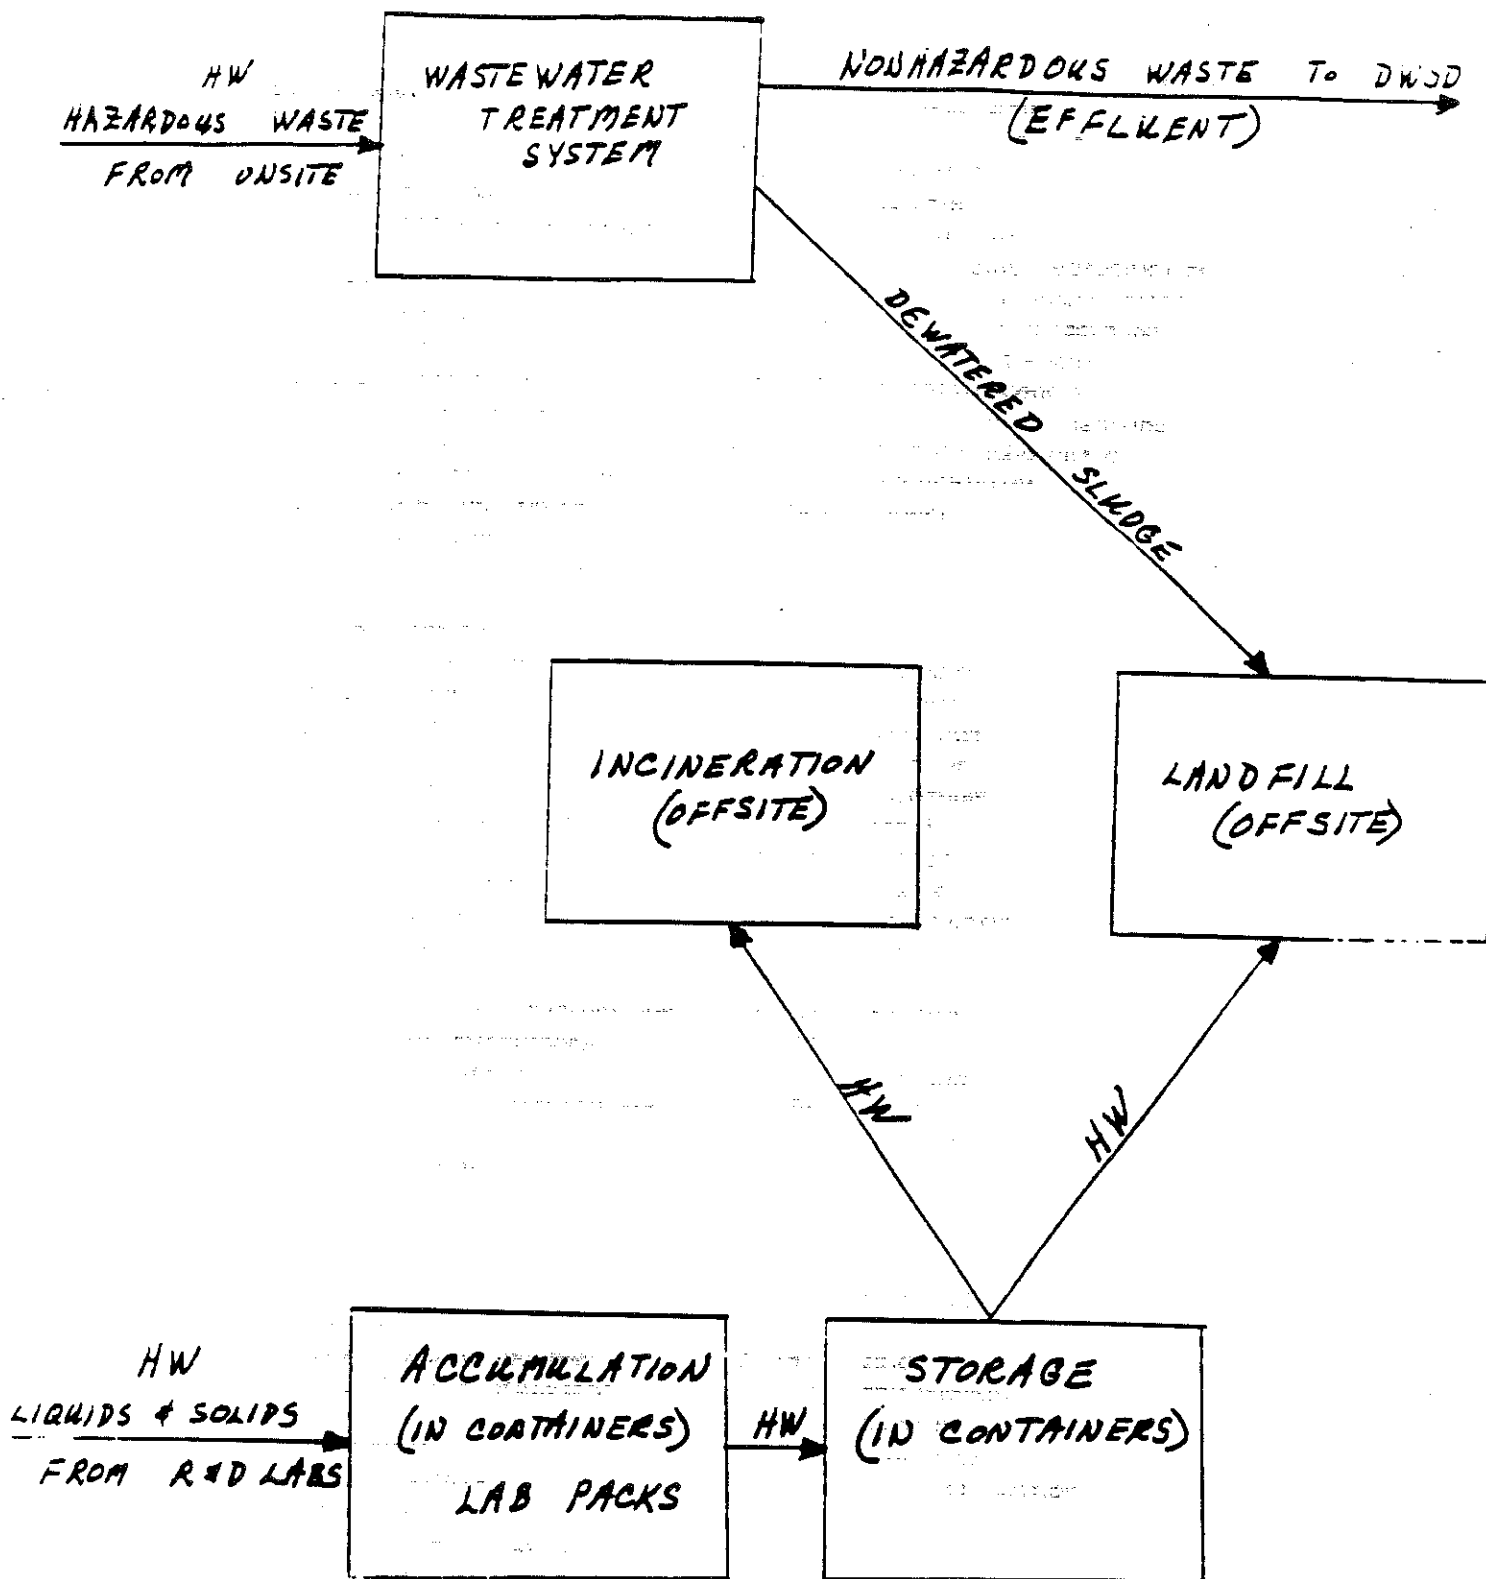 HW
HAZARDOUS WASTE
FROM ONSITE
WASTEWATER
TREATMENT
SYSTEM
NONHAZARDOUS WASTE To DWSD
(EFFLUENT)
DEWATERED SLUDGE
INCINERATION
(OFFSITE)
LANDFILL
(OFFSITE)
HW
HW
HW
LIQUIDS & SOLIDS
FROM R&D LABS
ACCUMULATION
(IN CONTAINERS)
LAB PACKS
HW
STORAGE
(IN CONTAINERS)